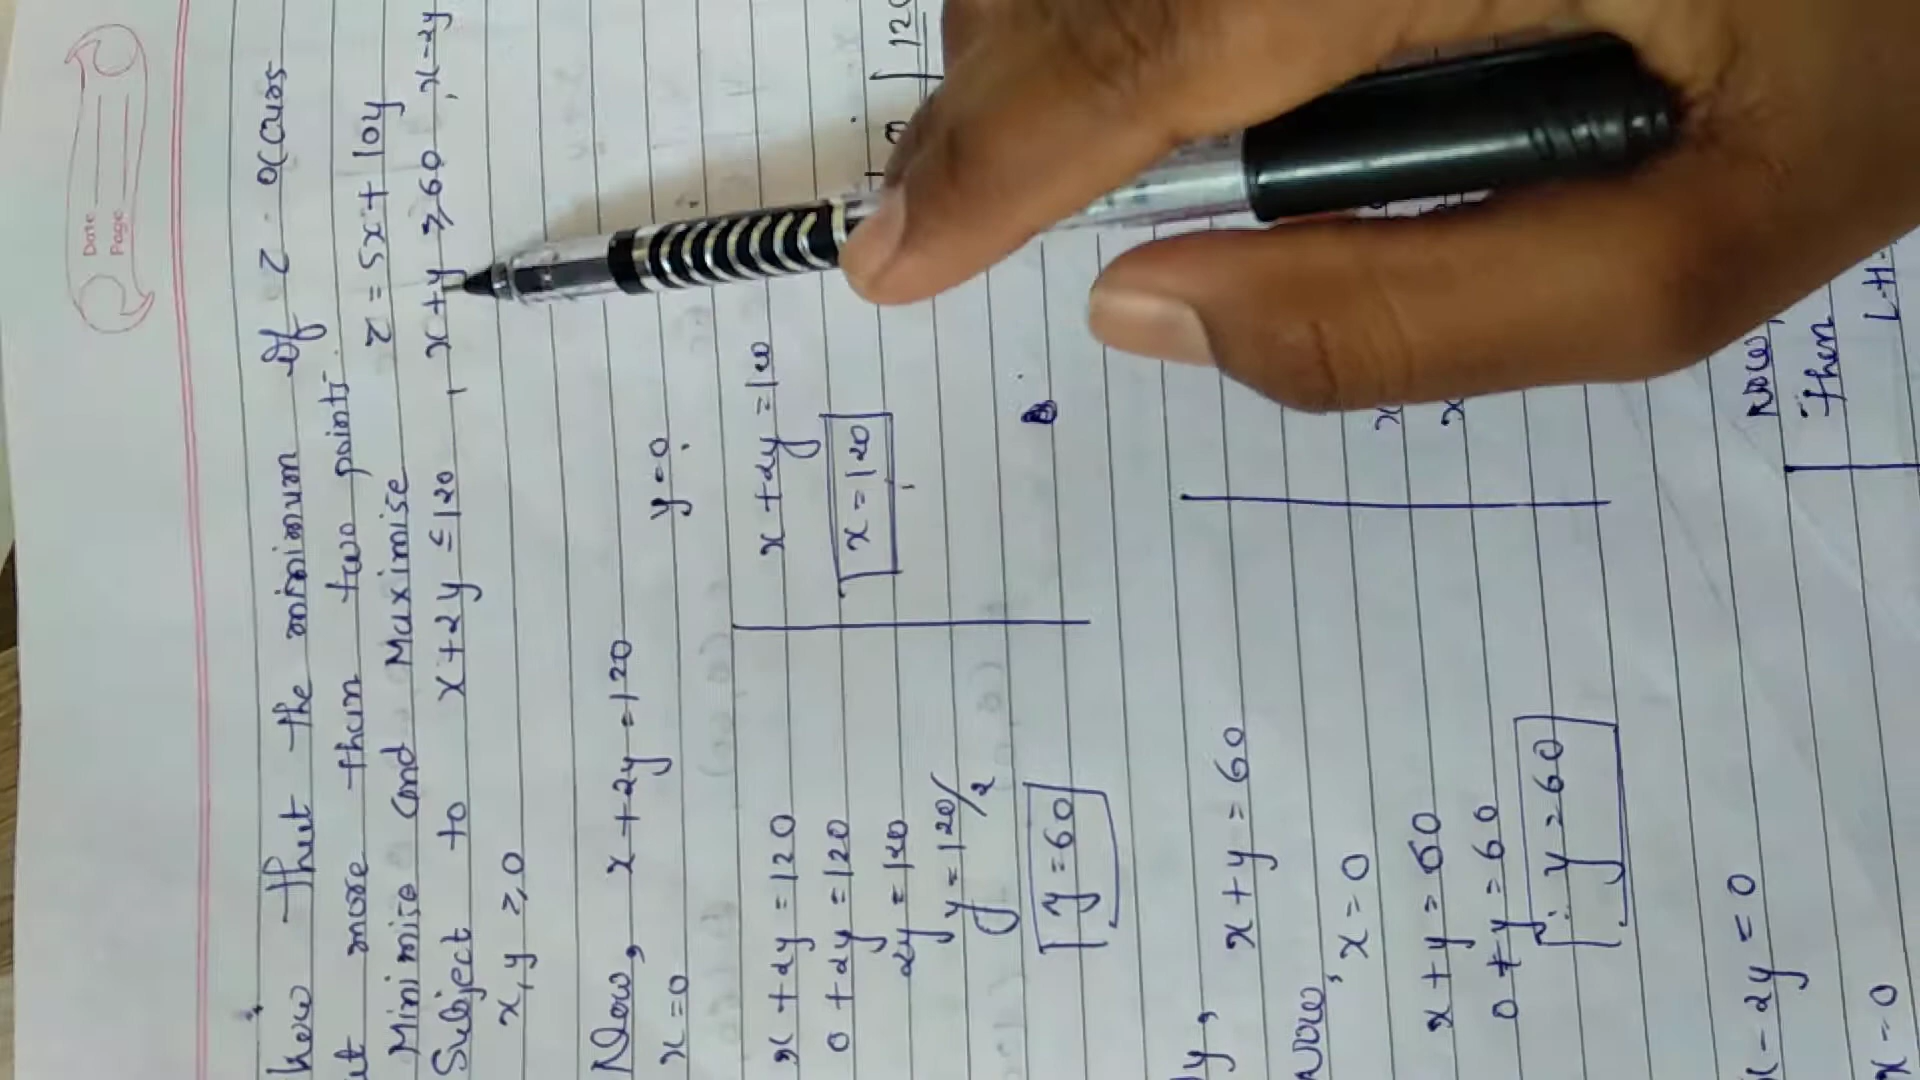 Date
Page
how that the minimum of Z occurs
at more than two points.
Minimise and Maximise Z = 5x + 10y
Subject to x + 2y ≤ 120 , x + y ≥ 60 , x - 2y
x, y ≥ 0
Now, x + 2y = 120
x = 0
y = 0
x + 2y = 120
0 + 2y = 120
2y = 120
y = 120/2
y = 60
x + 2y = 120
x = 120
120
y, x + y = 60
Now, x = 0
x + y = 60
0 + y = 60
∴ y = 60
x
x
x - 2y = 0
x = 0
Now,
Then
L.H.